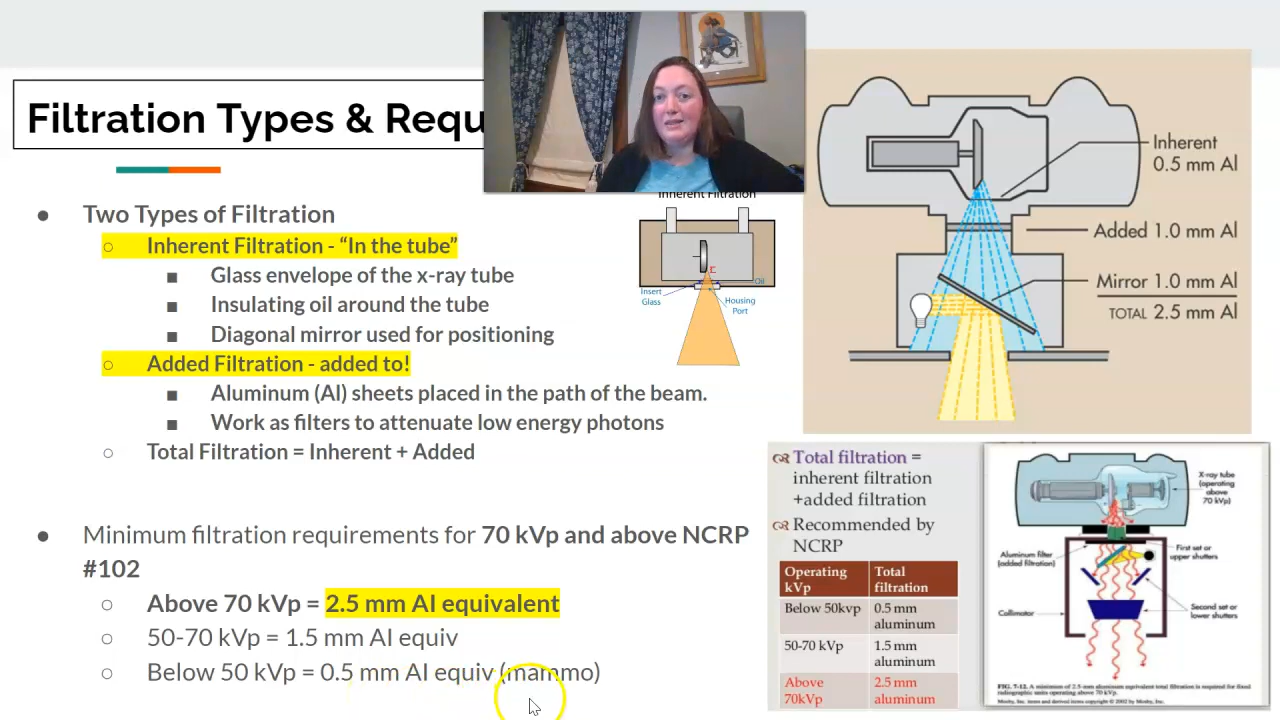 Filtration Types & Requ
● Two Types of Filtration
○ Inherent Filtration - “In the tube”
■ Glass envelope of the x-ray tube
■ Insulating oil around the tube
■ Diagonal mirror used for positioning
○ Added Filtration - added to!
■ Aluminum (Al) sheets placed in the path of the beam.
■ Work as filters to attenuate low energy photons
○ Total Filtration = Inherent + Added
● Minimum filtration requirements for 70 kVp and above NCRP
#102
○ Above 70 kVp = 2.5 mm Al equivalent
○ 50-70 kVp = 1.5 mm Al equiv
○ Below 50 kVp = 0.5 mm Al equiv (mammo)
Inherent Filtration
Oil
Insert
Glass
Housing
Port
Inherent
0.5 mm Al
Added 1.0 mm Al
Mirror 1.0 mm Al
TOTAL 2.5 mm Al
Total filtration =
inherent filtration
+added filtration
Recommended by
NCRP
Operating kVp Total filtration
Below 50kvp 0.5 mm aluminum
50-70 kVp 1.5 mm aluminum
Above 70kVp 2.5 mm aluminum
X-ray tube
(operating
above
70 kVp)
Aluminum filter
(added filtration)
First set or
upper shutters
Collimator
Second set or
lower shutters
FIG. 7-12. A minimum of 2.5-mm aluminum equivalent total filtration is required for fixed
radiographic units operating above 70 kVp.
Mosby, Inc. items and derived items copyright © 2002 by Mosby, Inc.